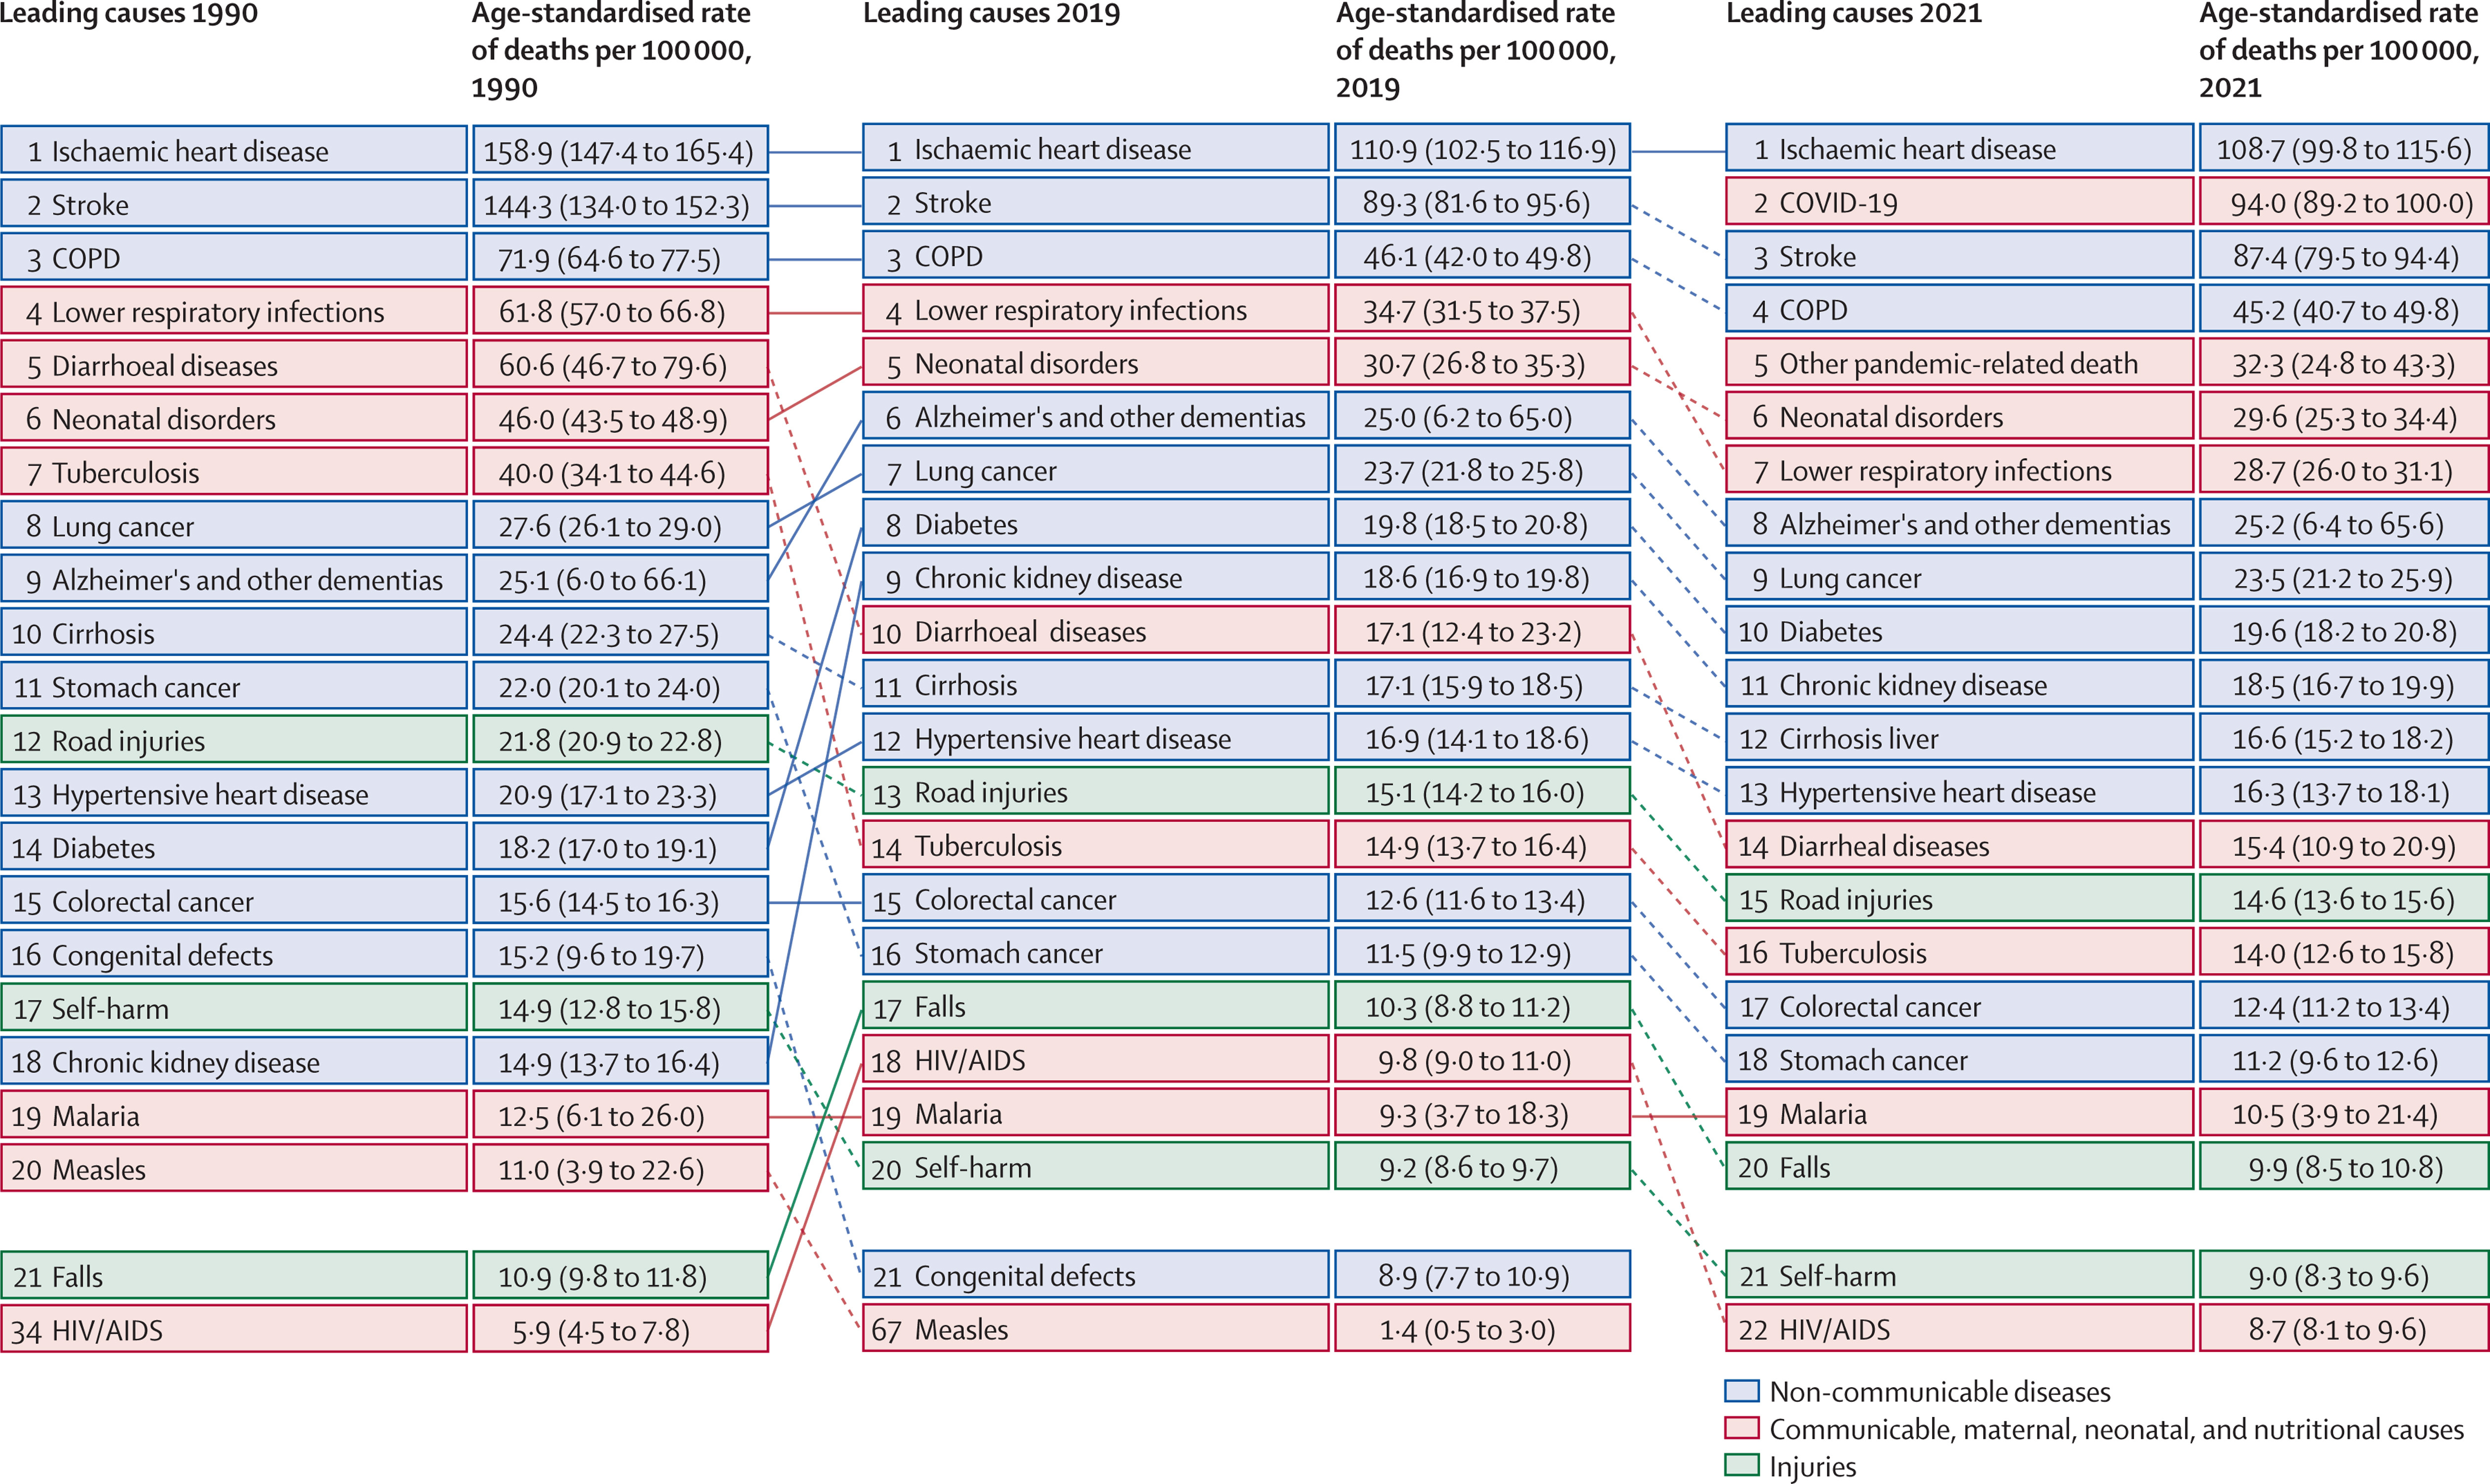 Leading causes 1990
Age-standardised rate
of deaths per 100 000,
1990
Leading causes 2019
Age-standardised rate
of deaths per 100 000,
2019
Leading causes 2021
Age-standardised rate
of deaths per 100 000,
2021
1 Ischaemic heart disease 158·9 (147·4 to 165·4) 1 Ischaemic heart disease 110·9 (102·5 to 116·9) 1 Ischaemic heart disease 108·7 (99·8 to 115·6)
2 Stroke 144·3 (134·0 to 152·3) 2 Stroke 89·3 (81·6 to 95·6) 2 COVID-19 94·0 (89·2 to 100·0)
3 COPD 71·9 (64·6 to 77·5) 3 COPD 46·1 (42·0 to 49·8) 3 Stroke 87·4 (79·5 to 94·4)
4 Lower respiratory infections 61·8 (57·0 to 66·8) 4 Lower respiratory infections 34·7 (31·5 to 37·5) 4 COPD 45·2 (40·7 to 49·8)
5 Diarrhoeal diseases 60·6 (46·7 to 79·6) 5 Neonatal disorders 30·7 (26·8 to 35·3) 5 Other pandemic-related death 32·3 (24·8 to 43·3)
6 Neonatal disorders 46·0 (43·5 to 48·9) 6 Alzheimer's and other dementias 25·0 (6·2 to 65·0) 6 Neonatal disorders 29·6 (25·3 to 34·4)
7 Tuberculosis 40·0 (34·1 to 44·6) 7 Lung cancer 23·7 (21·8 to 25·8) 7 Lower respiratory infections 28·7 (26·0 to 31·1)
8 Lung cancer 27·6 (26·1 to 29·0) 8 Diabetes 19·8 (18·5 to 20·8) 8 Alzheimer's and other dementias 25·2 (6·4 to 65·6)
9 Alzheimer's and other dementias 25·1 (6·0 to 66·1) 9 Chronic kidney disease 18·6 (16·9 to 19·8) 9 Lung cancer 23·5 (21·2 to 25·9)
10 Cirrhosis 24·4 (22·3 to 27·5) 10 Diarrhoeal diseases 17·1 (12·4 to 23·2) 10 Diabetes 19·6 (18·2 to 20·8)
11 Stomach cancer 22·0 (20·1 to 24·0) 11 Cirrhosis 17·1 (15·9 to 18·5) 11 Chronic kidney disease 18·5 (16·7 to 19·9)
12 Road injuries 21·8 (20·9 to 22·8) 12 Hypertensive heart disease 16·9 (14·1 to 18·6) 12 Cirrhosis liver 16·6 (15·2 to 18·2)
13 Hypertensive heart disease 20·9 (17·1 to 23·3) 13 Road injuries 15·1 (14·2 to 16·0) 13 Hypertensive heart disease 16·3 (13·7 to 18·1)
14 Diabetes 18·2 (17·0 to 19·1) 14 Tuberculosis 14·9 (13·7 to 16·4) 14 Diarrheal diseases 15·4 (10·9 to 20·9)
15 Colorectal cancer 15·6 (14·5 to 16·3) 15 Colorectal cancer 12·6 (11·6 to 13·4) 15 Road injuries 14·6 (13·6 to 15·6)
16 Congenital defects 15·2 (9·6 to 19·7) 16 Stomach cancer 11·5 (9·9 to 12·9) 16 Tuberculosis 14·0 (12·6 to 15·8)
17 Self-harm 14·9 (12·8 to 15·8) 17 Falls 10·3 (8·8 to 11·2) 17 Colorectal cancer 12·4 (11·2 to 13·4)
18 Chronic kidney disease 14·9 (13·7 to 16·4) 18 HIV/AIDS 9·8 (9·0 to 11·0) 18 Stomach cancer 11·2 (9·6 to 12·6)
19 Malaria 12·5 (6·1 to 26·0) 19 Malaria 9·3 (3·7 to 18·3) 19 Malaria 10·5 (3·9 to 21·4)
20 Measles 11·0 (3·9 to 22·6) 20 Self-harm 9·2 (8·6 to 9·7) 20 Falls 9·9 (8·5 to 10·8)
21 Falls 10·9 (9·8 to 11·8) 21 Congenital defects 8·9 (7·7 to 10·9) 21 Self-harm 9·0 (8·3 to 9·6)
34 HIV/AIDS 5·9 (4·5 to 7·8) 67 Measles 1·4 (0·5 to 3·0) 22 HIV/AIDS 8·7 (8·1 to 9·6)
Non-communicable diseases
Communicable, maternal, neonatal, and nutritional causes
Injuries